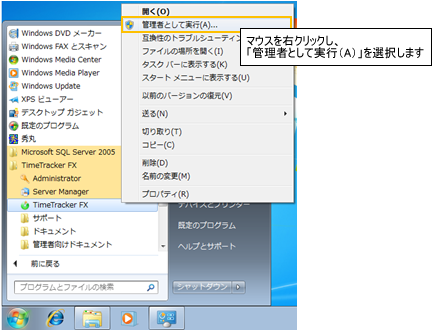 Windows DVD メーカー
Windows FAX とスキャン
Windows Media Center
Windows Media Player
Windows Update
XPS ビューアー
デスクトップ ガジェット
既定のプログラム
秀丸
Microsoft SQL Server 2005
TimeTracker FX
Administrator
Server Manager
TimeTracker FX
サポート
ドキュメント
管理者向けドキュメント
前に戻る
プログラムとファイルの検索
開く(O)
管理者として実行(A)...
互換性のトラブルシューティン
ファイルの場所を開く(I)
タスク バーに表示する(K)
スタート メニューに表示する(U)
以前のバージョンの復元(V)
送る(N)
切り取り(T)
コピー(C)
削除(D)
名前の変更(M)
プロパティ(R)
デバイスとプリンター
既定のプログラム
ヘルプとサポート
シャットダウン
マウスを右クリックし、
「管理者として実行（A）」を選択します